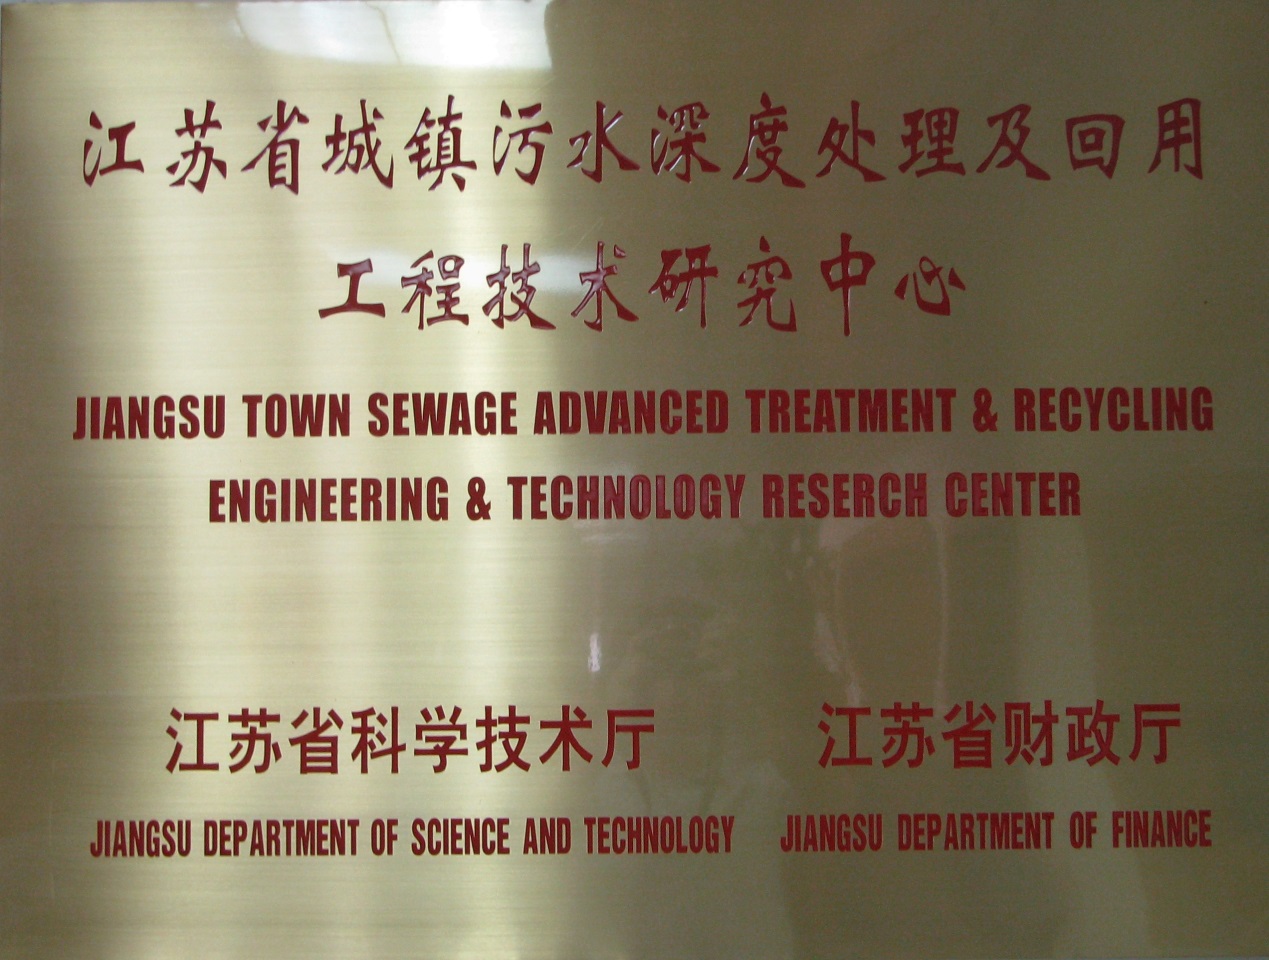 江苏省城镇污水深度处理及回用
工程技术研究中心
JIANGSU TOWN SEWAGE ADVANCED TREATMENT & RECYCLING
ENGINEERING & TECHNOLOGY RESERCH CENTER
江苏省科学技术厅 江苏省财政厅
JIANGSU DEPARTMENT OF SCIENCE AND TECHNOLOGY JIANGSU DEPARTMENT OF FINANCE